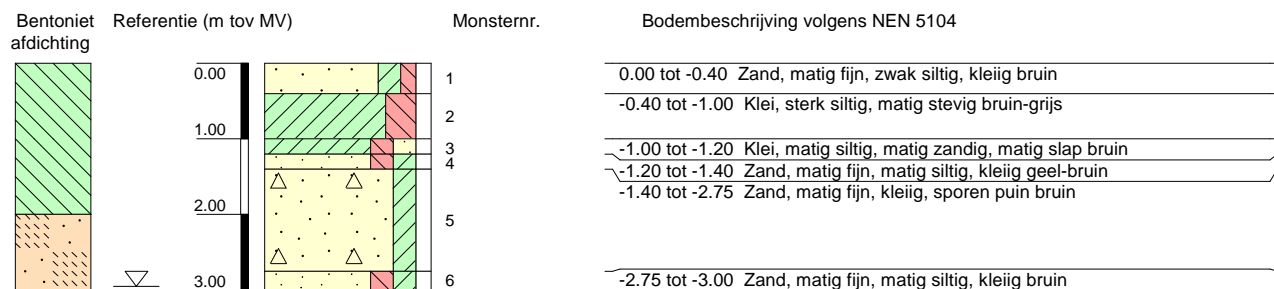 Bentoniet Referentie (m tov MV) Monsternr. Bodembeschrijving volgens NEN 5104
afdichting
0.00 1 0.00 tot -0.40 Zand, matig fijn, zwak siltig, kleiig bruin
2 -0.40 tot -1.00 Klei, sterk siltig, matig stevig bruin-grijs
1.00
3 -1.00 tot -1.20 Klei, matig siltig, matig zandig, matig slap bruin
4 -1.20 tot -1.40 Zand, matig fijn, matig siltig, kleiig geel-bruin
-1.40 tot -2.75 Zand, matig fijn, kleiig, sporen puin bruin
2.00
5
3.00 6 -2.75 tot -3.00 Zand, matig fijn, matig siltig, kleiig bruin